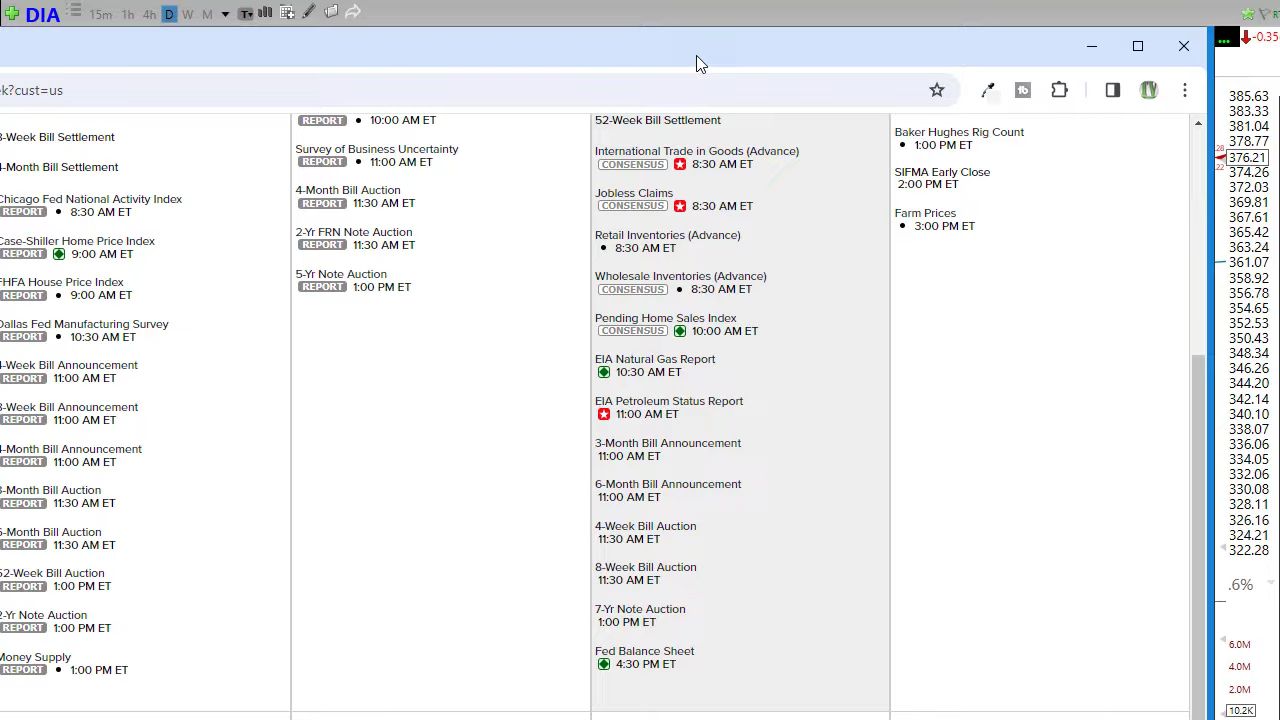 DIA
15m 1h 4h D W M
T
-0.35
ek?cust=us
8-Week Bill Settlement
4-Month Bill Settlement
Chicago Fed National Activity Index
REPORT • 8:30 AM ET
Case-Shiller Home Price Index
REPORT 9:00 AM ET
FHFA House Price Index
REPORT • 9:00 AM ET
Dallas Fed Manufacturing Survey
REPORT • 10:30 AM ET
4-Week Bill Announcement
REPORT 11:00 AM ET
8-Week Bill Announcement
REPORT 11:00 AM ET
4-Month Bill Announcement
REPORT 11:00 AM ET
3-Month Bill Auction
REPORT 11:30 AM ET
6-Month Bill Auction
REPORT 11:30 AM ET
52-Week Bill Auction
REPORT 1:00 PM ET
2-Yr Note Auction
REPORT 1:00 PM ET
Money Supply
REPORT • 1:00 PM ET
REPORT • 10:00 AM ET
Survey of Business Uncertainty
REPORT • 11:00 AM ET
4-Month Bill Auction
REPORT 11:30 AM ET
2-Yr FRN Note Auction
REPORT 11:30 AM ET
5-Yr Note Auction
REPORT 1:00 PM ET
52-Week Bill Settlement
International Trade in Goods (Advance)
CONSENSUS 8:30 AM ET
Jobless Claims
CONSENSUS 8:30 AM ET
Retail Inventories (Advance)
• 8:30 AM ET
Wholesale Inventories (Advance)
CONSENSUS • 8:30 AM ET
Pending Home Sales Index
CONSENSUS 10:00 AM ET
EIA Natural Gas Report
10:30 AM ET
EIA Petroleum Status Report
11:00 AM ET
3-Month Bill Announcement
11:00 AM ET
6-Month Bill Announcement
11:00 AM ET
4-Week Bill Auction
11:30 AM ET
8-Week Bill Auction
11:30 AM ET
7-Yr Note Auction
1:00 PM ET
Fed Balance Sheet
4:30 PM ET
Baker Hughes Rig Count
• 1:00 PM ET
SIFMA Early Close
2:00 PM ET
Farm Prices
• 3:00 PM ET
385.63
383.33
381.04
378.77
376.21
374.26
372.03
369.81
367.61
365.42
363.24
361.07
358.92
356.78
354.65
352.53
350.43
348.34
346.26
344.20
342.14
340.10
338.07
336.06
334.05
332.06
330.08
328.11
326.16
324.21
322.28
.6%
6.0M
4.0M
2.0M
10.2K